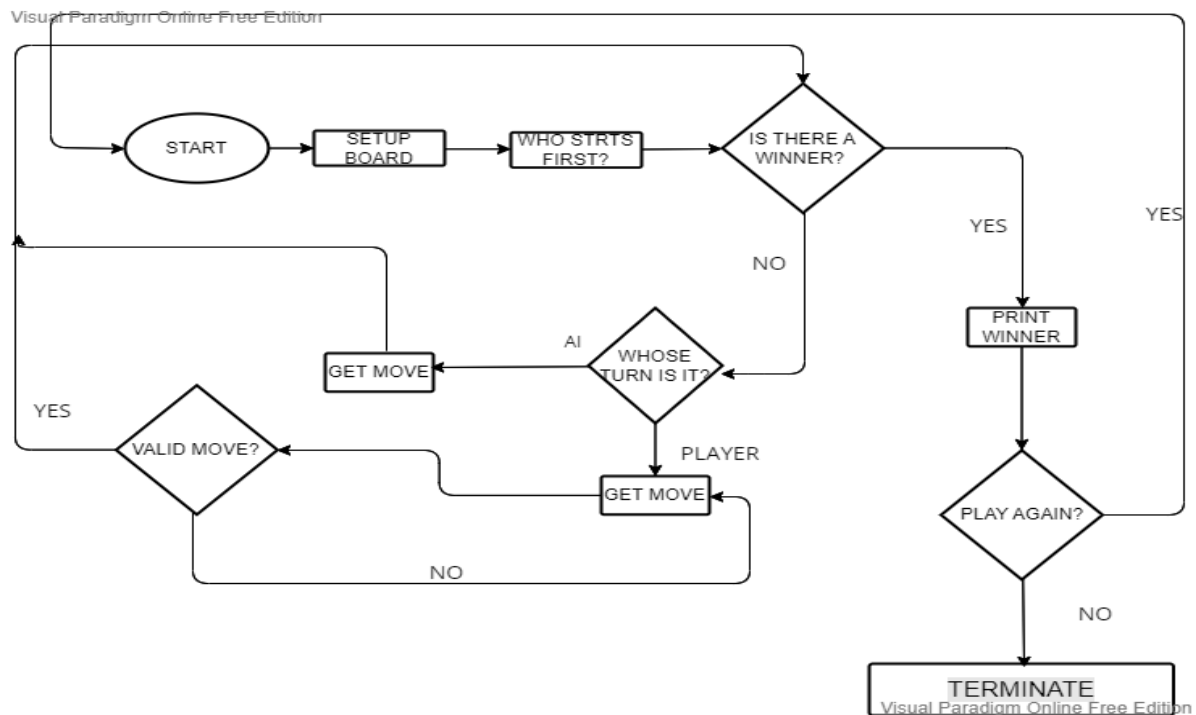 Visual Paradigm Online Free Edition
START
SETUP
BOARD
WHO STRTS
FIRST?
IS THERE A
WINNER?
YES
YES
NO
PRINT
WINNER
AI
WHOSE
TURN IS IT?
GET MOVE
YES
VALID MOVE?
PLAYER
GET MOVE
PLAY AGAIN?
NO
NO
TERMINATE
Visual Paradigm Online Free Edition